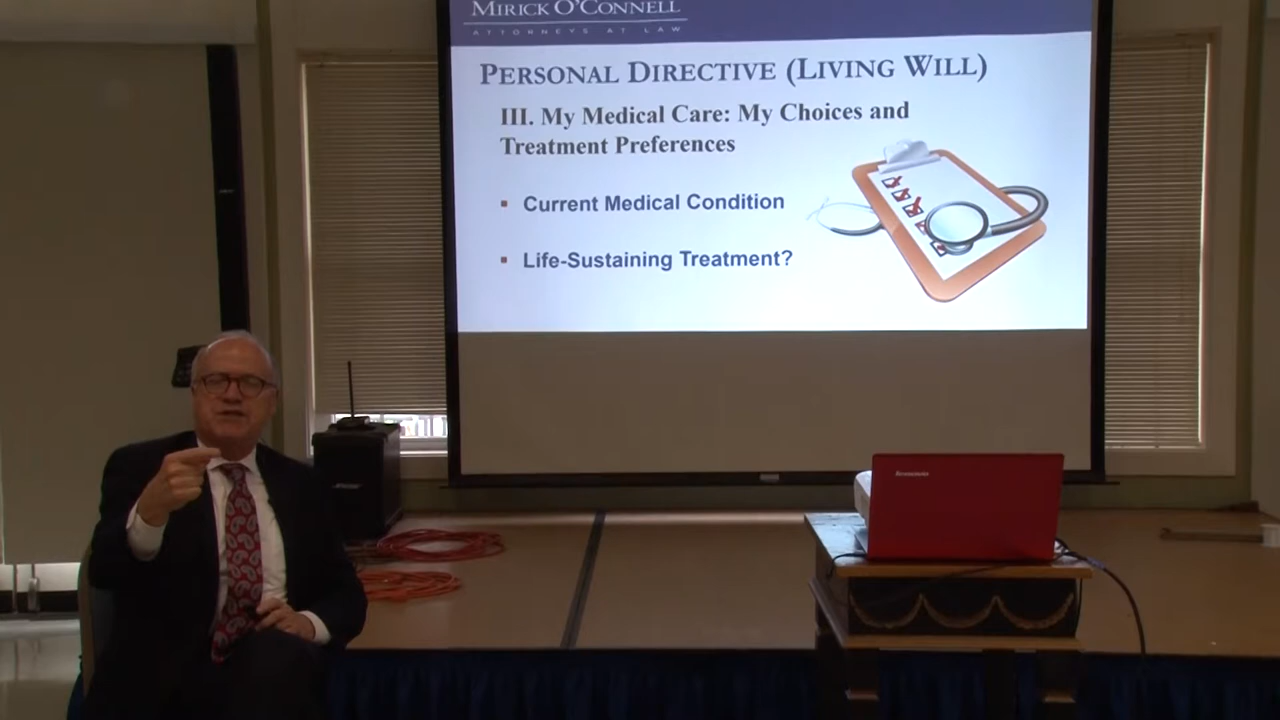 MIRICK O'CONNELL
ATTORNEYS AT LAW
PERSONAL DIRECTIVE (LIVING WILL)
III. My Medical Care: My Choices and
Treatment Preferences
▪ Current Medical Condition
▪ Life-Sustaining Treatment?